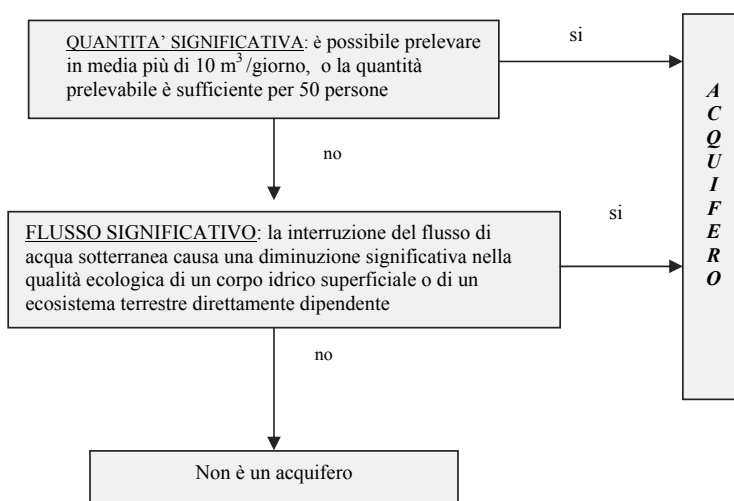 QUANTITA' SIGNIFICATIVA: è possibile prelevare
in media più di 10 m³/giorno, o la quantità
prelevabile è sufficiente per 50 persone
si
no
FLUSSO SIGNIFICATIVO: la interruzione del flusso di
acqua sotterranea causa una diminuzione significativa nella
qualità ecologica di un corpo idrico superficiale o di un
ecosistema terrestre direttamente dipendente
si
no
Non è un acquifero
A
C
Q
U
I
F
E
R
O